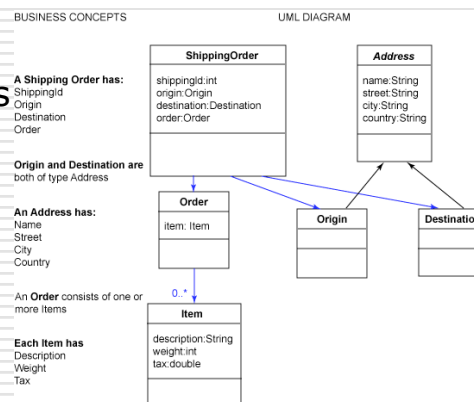 BUSINESS CONCEPTS
UML DIAGRAM
A Shipping Order has:
ShippingId
Origin
Destination
Order
Origin and Destination are
both of type Address
An Address has:
Name
Street
City
Country
An Order consists of one or
more Items
Each Item has
Description
Weight
Tax
ShippingOrder
shippingId:int
origin:Origin
destination:Destination
order:Order
Address
name:String
street:String
city:String
country:String
Order
item: Item
Origin
Destinatio
0..*
Item
description:String
weight:int
tax:double